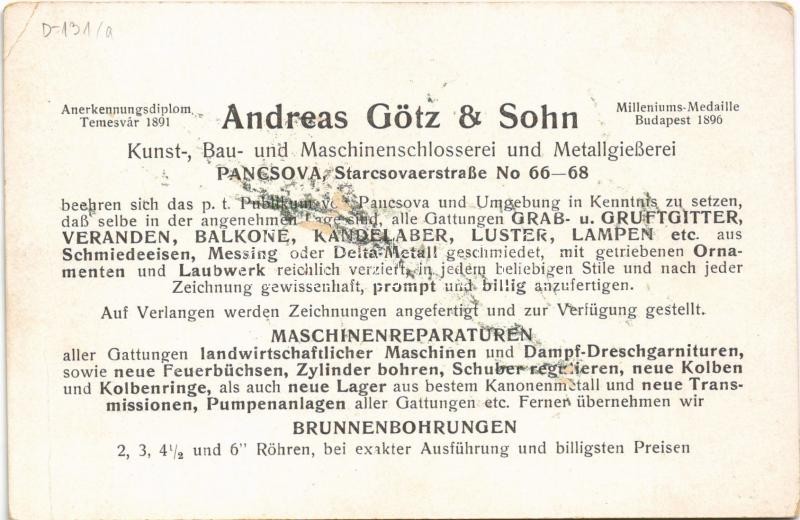 D-131/a
Anerkennungsdiplom
Temesvár 1891
Andreas Götz & Sohn
Milleniums-Medaille
Budapest 1896
Kunst-, Bau- und Maschinenschlosserei und Metallgießerei
PANCSOVA, Starcsovaerstraße No 66—68
beehren sich das p. t. Publikum von Pancsova und Umgebung in Kenntnis zu setzen,
daß selbe in der angenehmen Lage sind, alle Gattungen GRAB- u. GRUFTGITTER,
VERANDEN, BALKONE, KANDELABER, LUSTER, LAMPEN etc. aus
Schmiedeeisen, Messing oder Delta-Metall geschmiedet, mit getriebenen Orna-
menten und Laubwerk reichlich verziert, in jedem beliebigen Stile und nach jeder
Zeichnung gewissenhaft, prompt und billig anzufertigen.
Auf Verlangen werden Zeichnungen angefertigt und zur Verfügung gestellt.
MASCHINENREPARATUREN
aller Gattungen landwirtschaftlicher Maschinen und Dampf-Dreschgarnituren,
sowie neue Feuerbüchsen, Zylinder bohren, Schuber regulieren, neue Kolben
und Kolbenringe, als auch neue Lager aus bestem Kanonenmetall und neue Trans-
missionen, Pumpenanlagen aller Gattungen etc. Ferner übernehmen wir
BRUNNENBOHRUNGEN
2, 3, 4½ und 6" Röhren, bei exakter Ausführung und billigsten Preisen